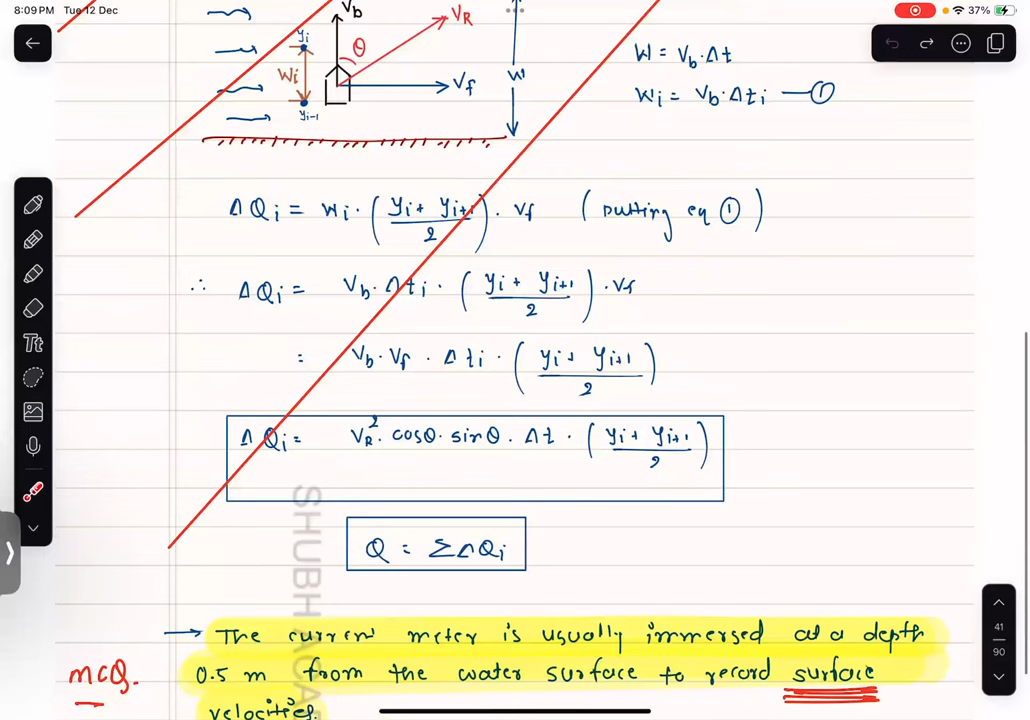 8:09 PM Tue 12 Dec
37%
Vb
VR
yi
θ
W = Vb · Δt
Wi
Vf
W
wi = Vb · Δti —①
yi-1
ΔQi = wi · (yi + yi+1 / 2) · Vf (putting eq ①)
∴ ΔQi = Vb · Δti · (yi + yi+1 / 2) · Vf
= Vb · Vf · Δti · (yi + yi+1 / 2)
ΔQi = VR² · cosθ · sinθ · Δt · (yi + yi+1 / 2)
Q = ΣΔQi
SHUBH ACA
→ The current meter is usually immersed at a depth
mcQ. 0.5 m from the water surface to record surface
velocities.
Tt
41
90